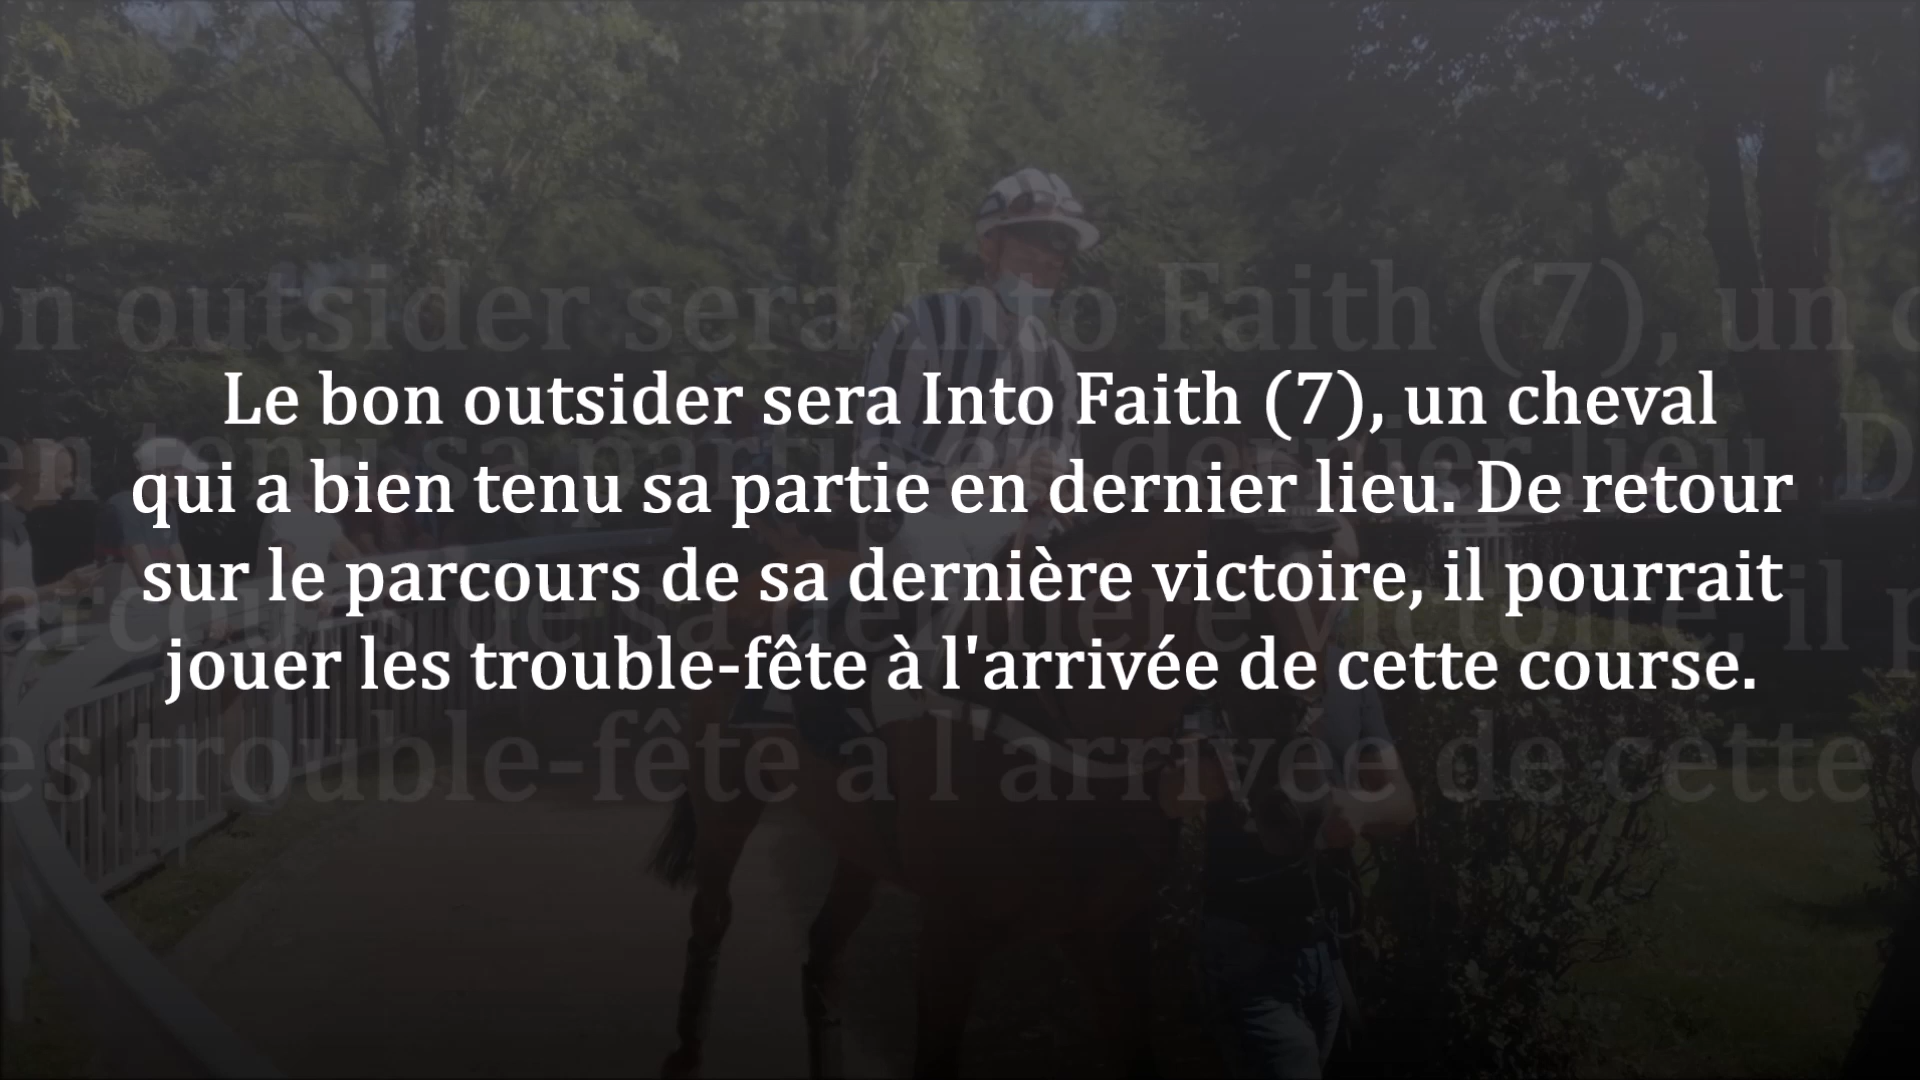 Le bon outsider sera Into Faith (7), un cheval
qui a bien tenu sa partie en dernier lieu. De retour
sur le parcours de sa dernière victoire, il pourrait
jouer les trouble-fête à l'arrivée de cette course.